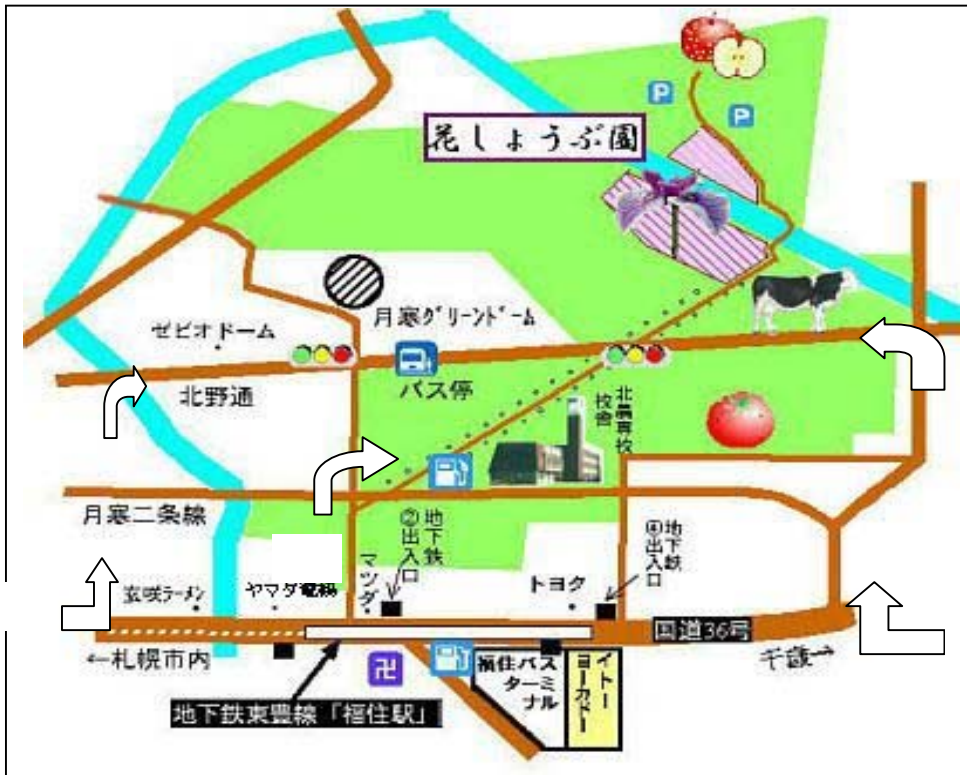 P
P
花しょうぶ園
月寒グリーンドーム
ゼビオドーム
バス停
北野通
北農専校
校舎
月寒二条線
地下鉄
②出入口
マツダ
地下鉄
④出入口
玄咲ラーメン
ヤマダ電機
トヨタ
国道36号
←札幌市内
千歳→
卍
福住バス
ターミ
ナル
イトー
ヨーカドー
地下鉄東豊線「福住駅」